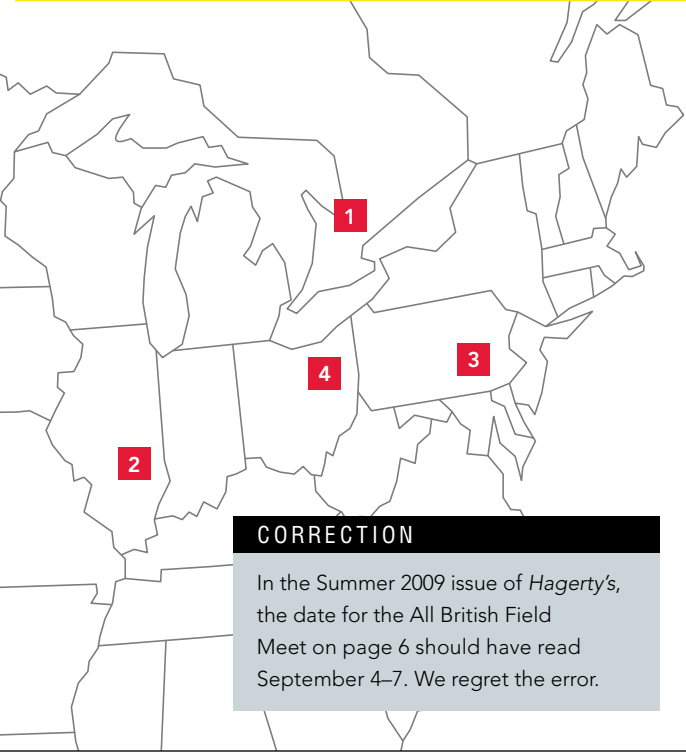 1
2
3
4
CORRECTION
In the Summer 2009 issue of Hagerty's,
the date for the All British Field
Meet on page 6 should have read
September 4–7. We regret the error.